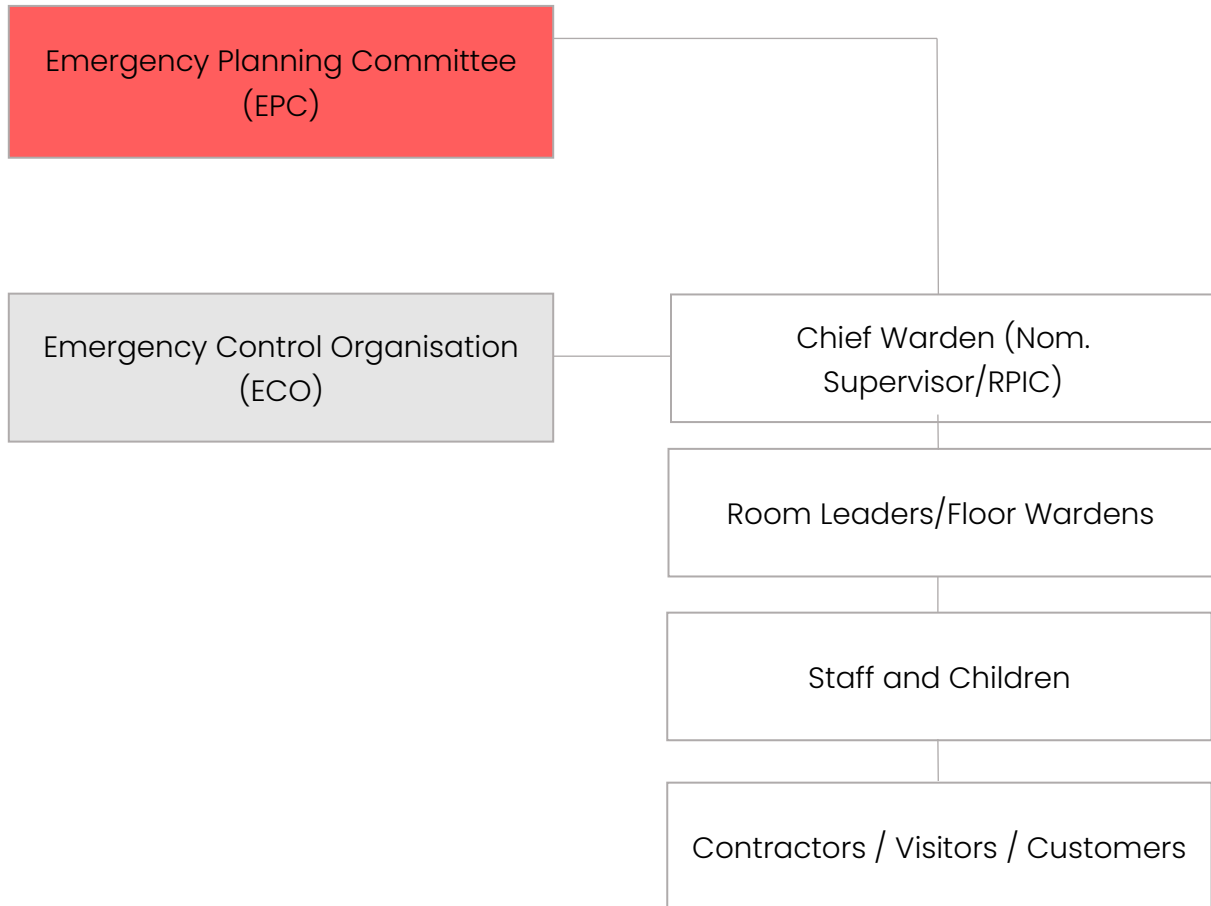 Emergency Planning Committee
(EPC)
Emergency Control Organisation
(ECO)
Chief Warden (Nom.
Supervisor/RPIC)
Room Leaders/Floor Wardens
Staff and Children
Contractors / Visitors / Customers